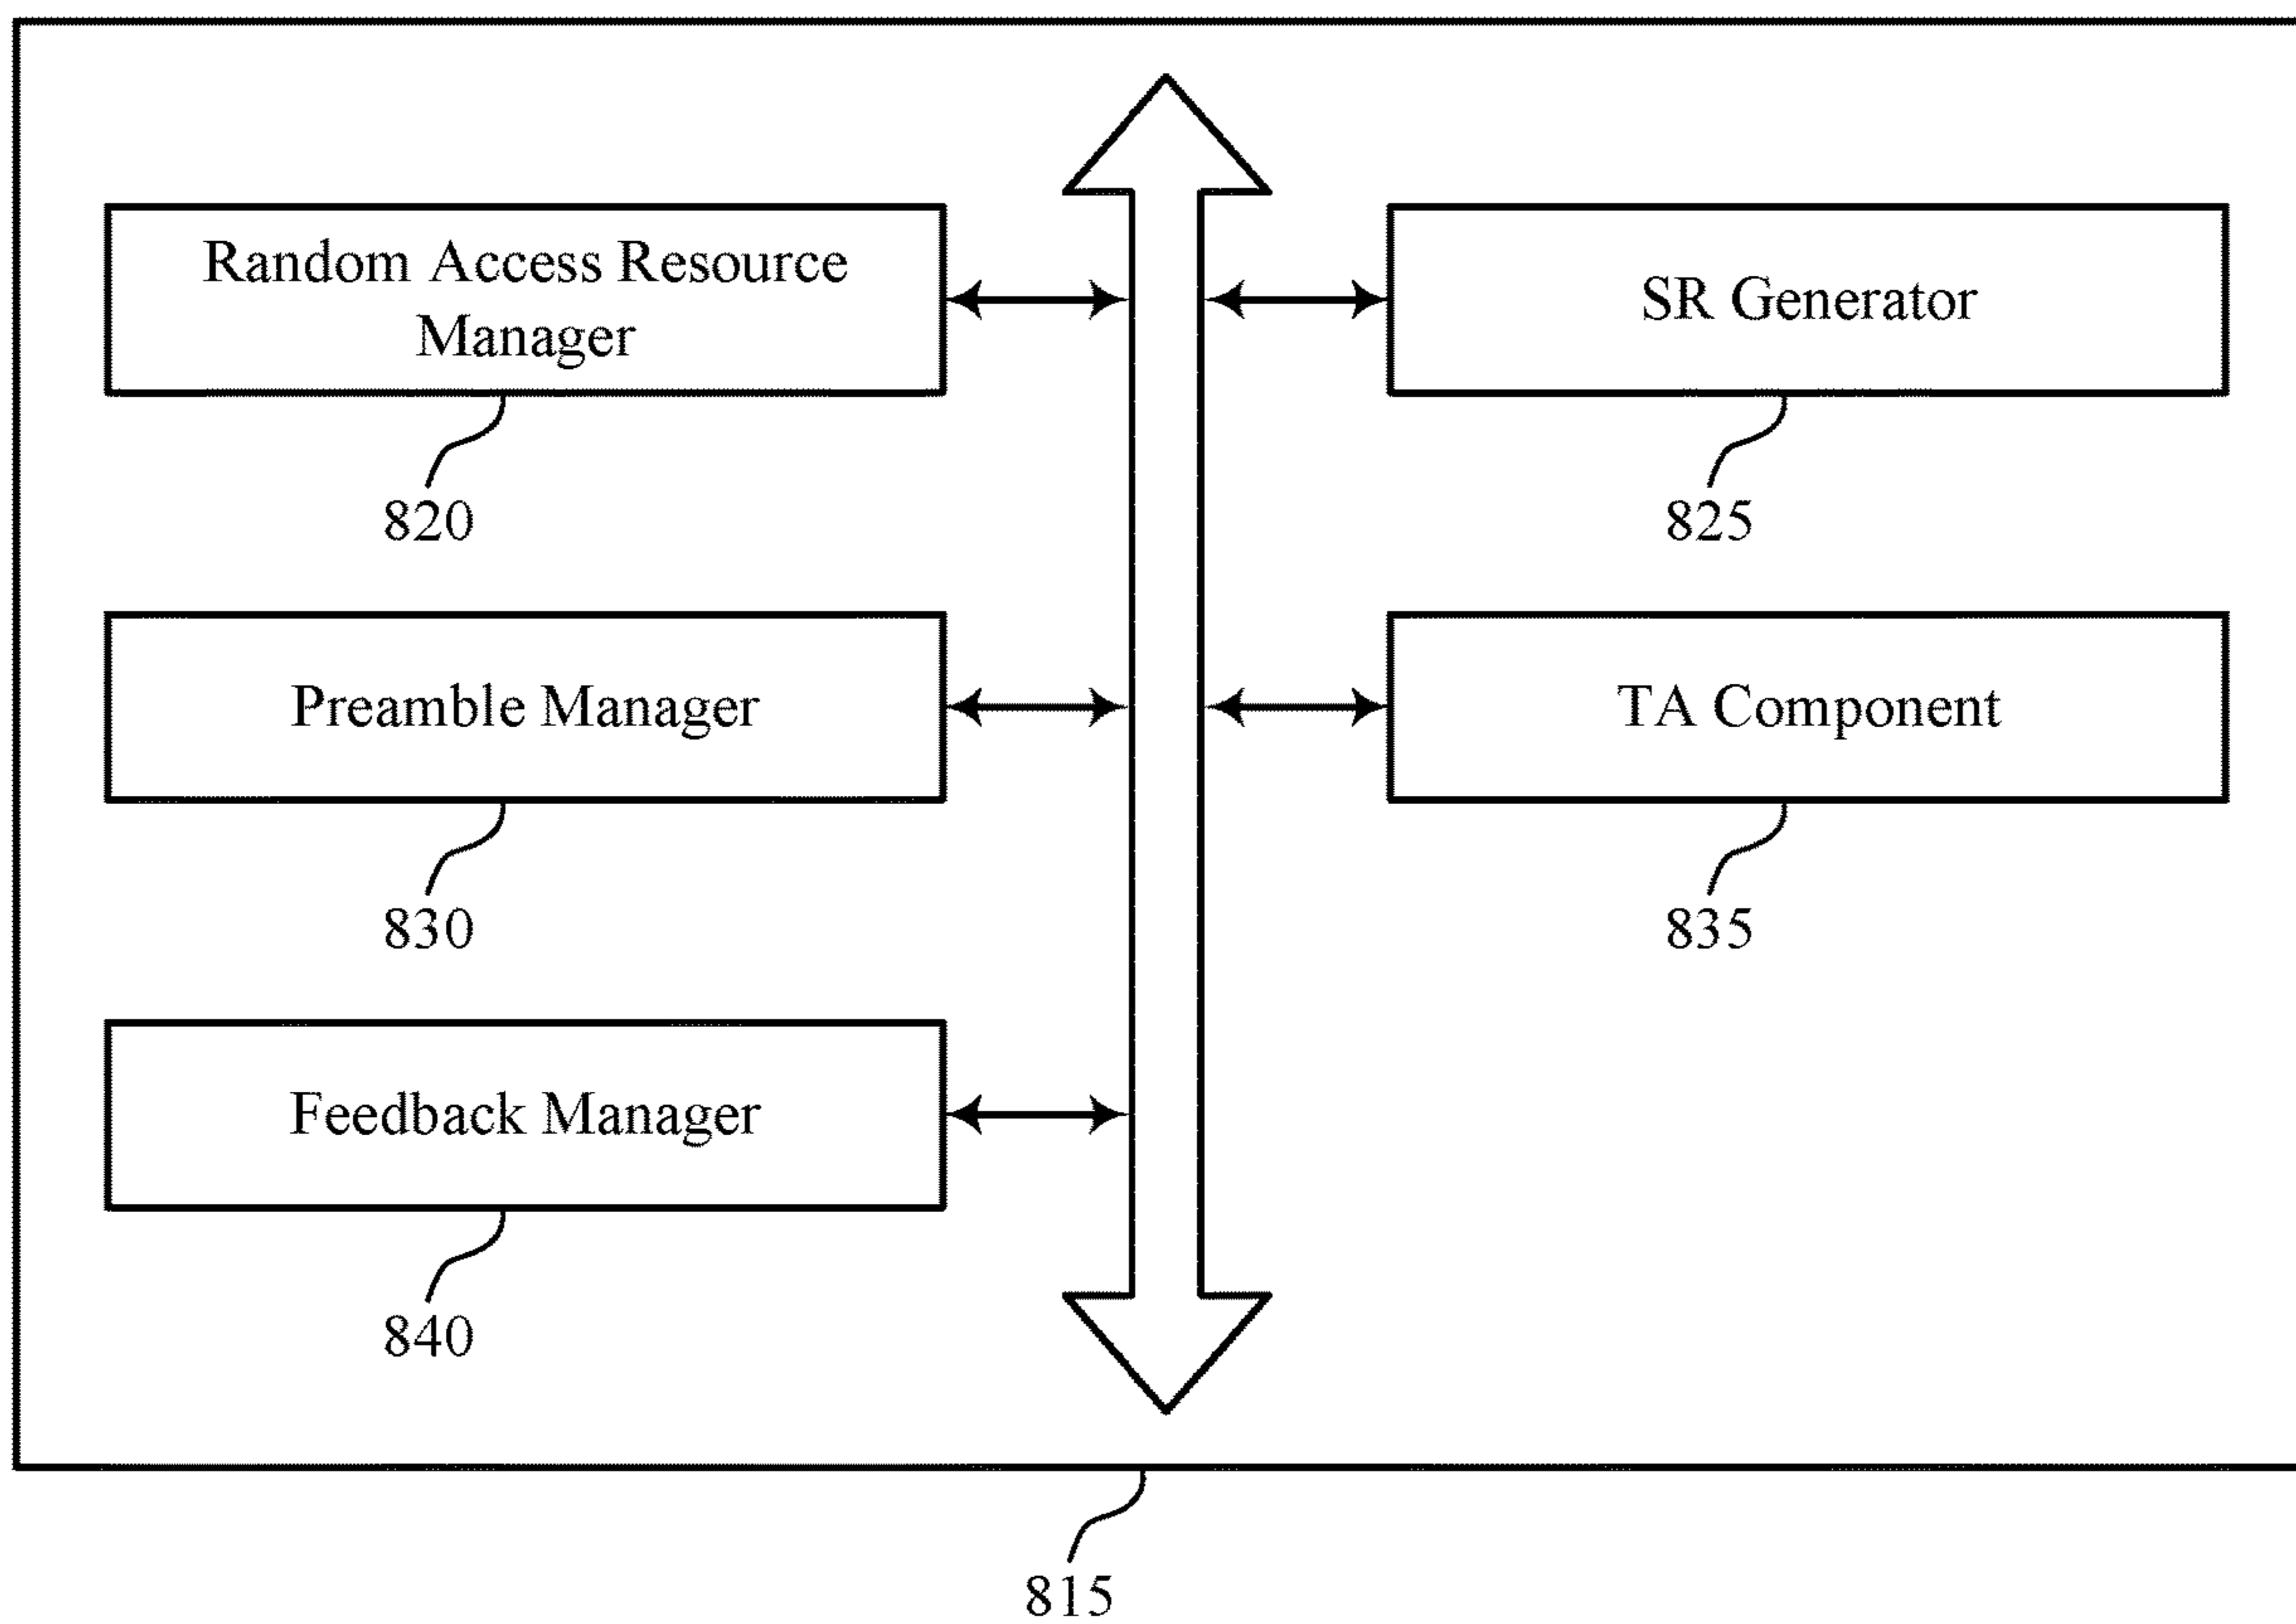 Random Access Resource
Manager
820
SR Generator
825
Preamble Manager
830
TA Component
835
Feedback Manager
840
815